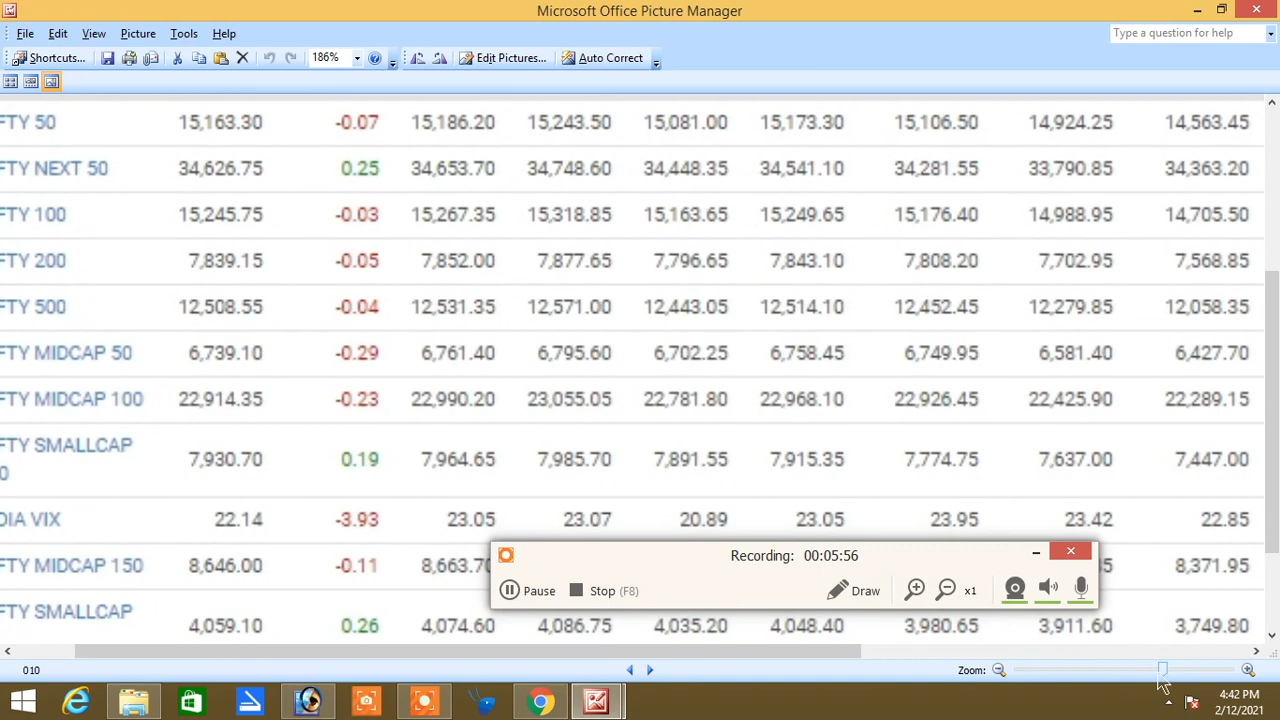 Microsoft Office Picture Manager
File Edit View Picture Tools Help
Type a question for help
Shortcuts... 186% Edit Pictures... Auto Correct
FTY 50 15,163.30 -0.07 15,186.20 15,243.50 15,081.00 15,173.30 15,106.50 14,924.25 14,563.45
FTY NEXT 50 34,626.75 0.25 34,653.70 34,748.60 34,448.35 34,541.10 34,281.55 33,790.85 34,363.20
FTY 100 15,245.75 -0.03 15,267.35 15,318.85 15,163.65 15,249.65 15,176.40 14,988.95 14,705.50
FTY 200 7,839.15 -0.05 7,852.00 7,877.65 7,796.65 7,843.10 7,808.20 7,702.95 7,568.85
FTY 500 12,508.55 -0.04 12,531.35 12,571.00 12,443.05 12,514.10 12,452.45 12,279.85 12,058.35
FTY MIDCAP 50 6,739.10 -0.29 6,761.40 6,795.60 6,702.25 6,758.45 6,749.95 6,581.40 6,427.70
FTY MIDCAP 100 22,914.35 -0.23 22,990.20 23,055.05 22,781.80 22,968.10 22,926.45 22,425.90 22,289.15
FTY SMALLCAP
0 7,930.70 0.19 7,964.65 7,985.70 7,891.55 7,915.35 7,774.75 7,637.00 7,447.00
DIA VIX 22.14 -3.93 23.05 23.07 20.89 23.05 23.95 23.42 22.85
FTY MIDCAP 150 8,646.00 -0.11 8,663.70 8,371.95
Recording: 00:05:56
Pause Stop (F8) Draw x1
FTY SMALLCAP
4,059.10 0.26 4,074.60 4,086.75 4,035.20 4,048.40 3,980.65 3,911.60 3,749.80
010 Zoom:
4:42 PM
2/12/2021